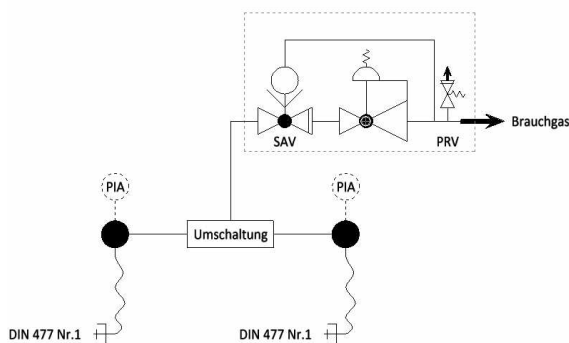 Brauchgas
SAV
PRV
PIA
PIA
Umschaltung
DIN 477 Nr.1
DIN 477 Nr.1